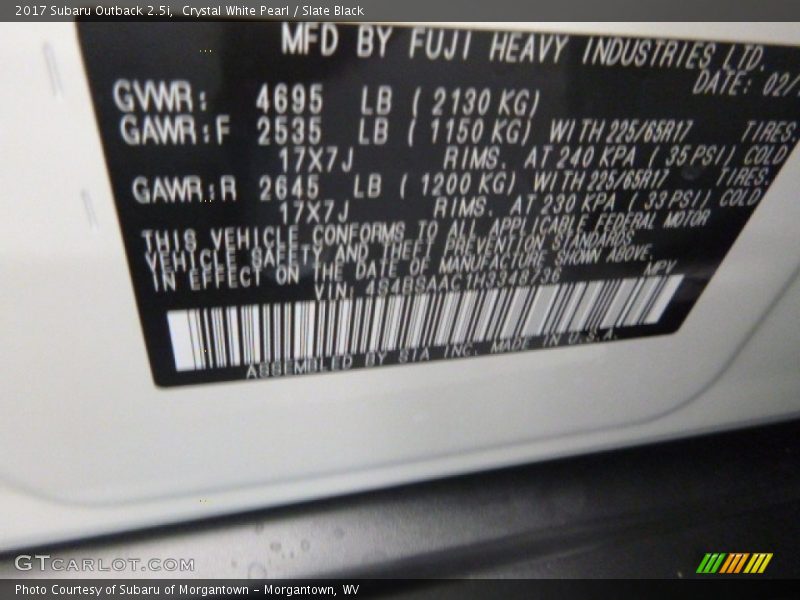 2017 Subaru Outback 2.5i, Crystal White Pearl / Slate Black
MFD BY FUJI HEAVY INDUSTRIES LTD.
DATE: 02/
GVWR: 4695 LB ( 2130 KG)
GAWR:F 2535 LB ( 1150 KG) WITH 225/65R17 TIRES.
17X7J RIMS. AT 240 KPA ( 35 PSI) COLD
GAWR:R 2645 LB ( 1200 KG) WITH 225/65R17 TIRES.
17X7J RIMS. AT 230 KPA ( 33 PSI) COLD
THIS VEHICLE CONFORMS TO ALL APPLICABLE FEDERAL MOTOR
VEHICLE SAFETY AND THEFT PREVENTION STANDARDS
IN EFFECT ON THE DATE OF MANUFACTURE SHOWN ABOVE.
VIN: MPV
ASSEMBLED BY SIA INC. MADE IN U.S.A.
GTCARLOT.COM
Photo Courtesy of Subaru of Morgantown - Morgantown, WV